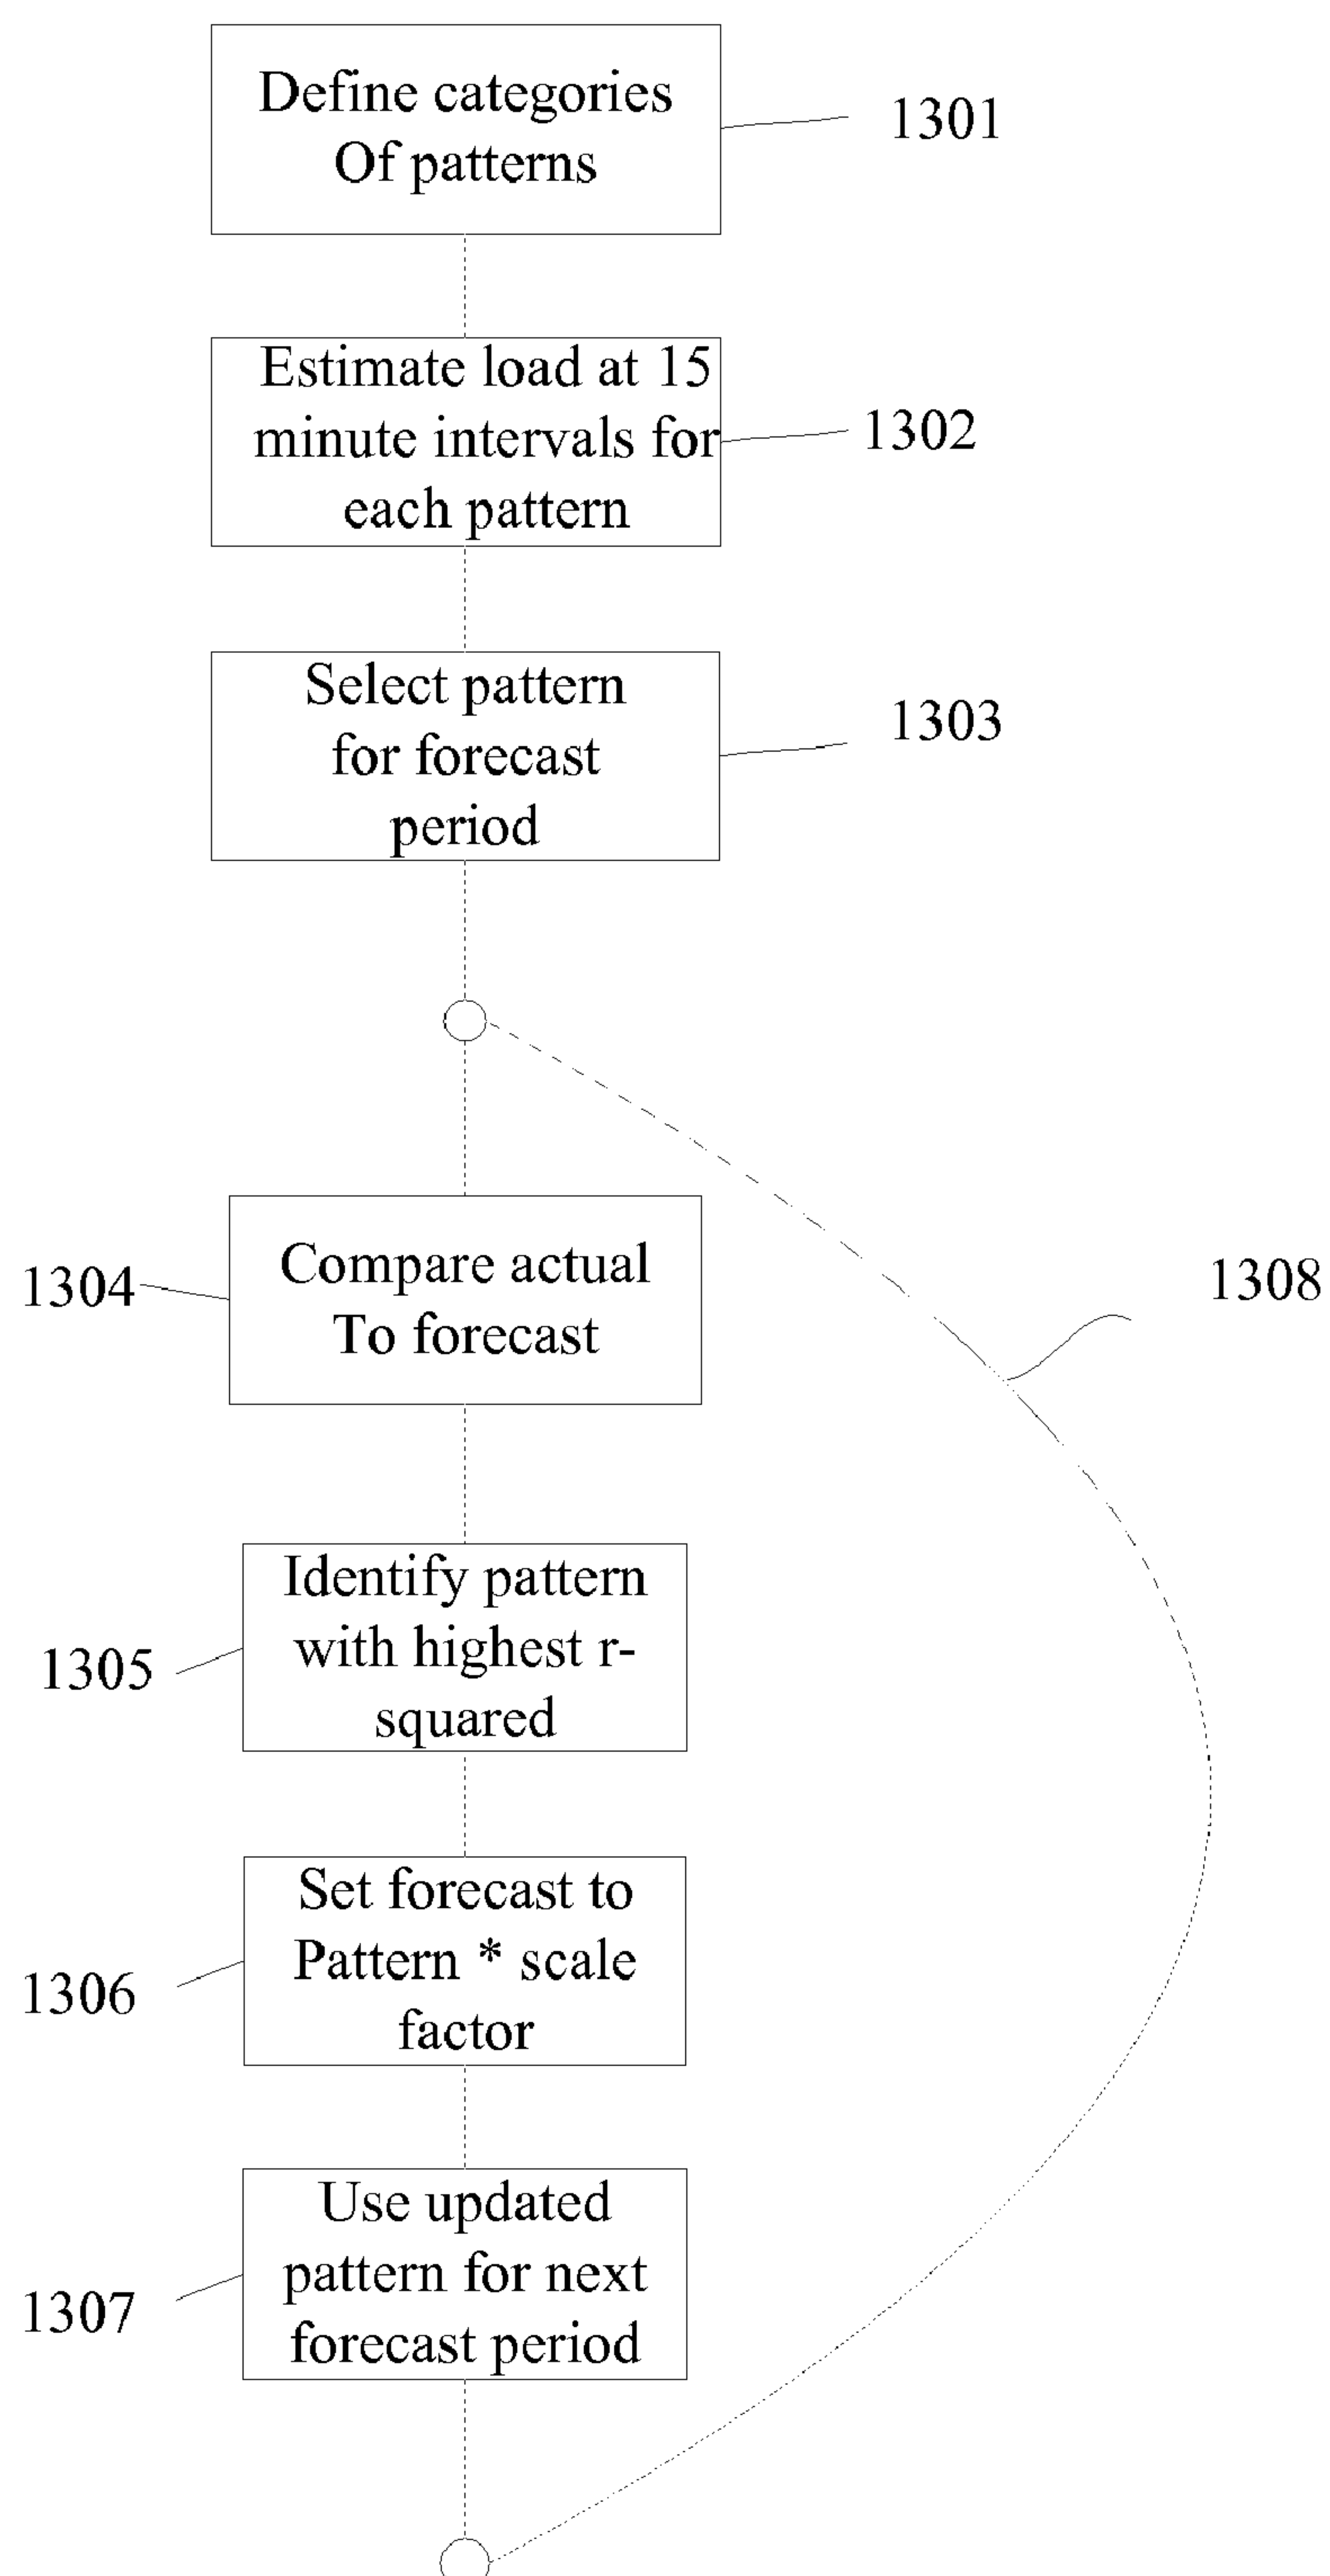 Define categories
Of patterns
1301
Estimate load at 15
minute intervals for
each pattern
1302
Select pattern
for forecast
period
1303
Compare actual
To forecast
1304
1308
Identify pattern
with highest r-
squared
1305
Set forecast to
Pattern * scale
factor
1306
Use updated
pattern for next
forecast period
1307